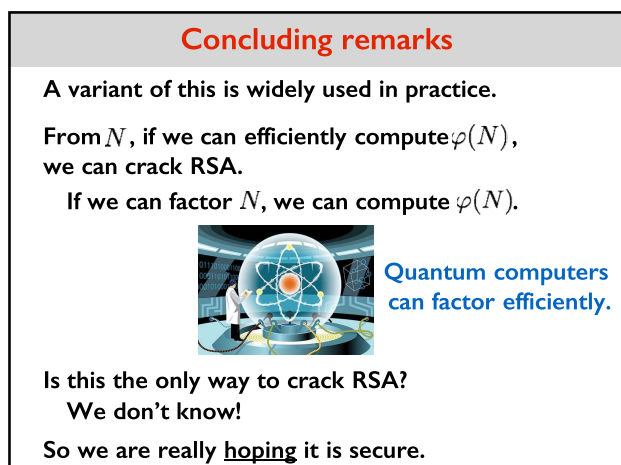 Concluding remarks
A variant of this is widely used in practice.
From N, if we can efficiently compute φ(N),
we can crack RSA.
If we can factor N, we can compute φ(N).
Quantum computers
can factor efficiently.
Is this the only way to crack RSA?
We don't know!
So we are really hoping it is secure.